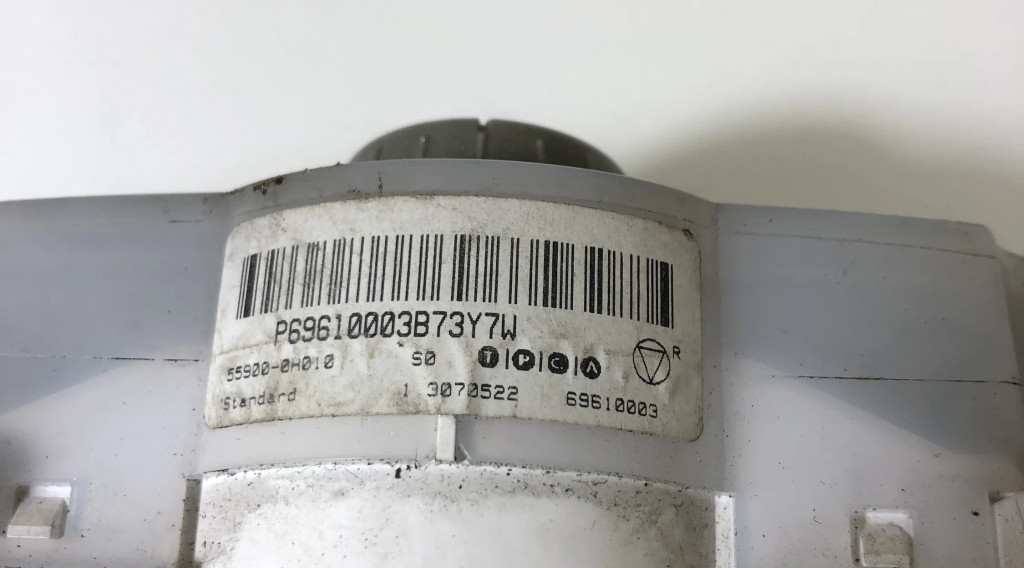 P69610003B73Y7W
55900-0H010 S0 T|P|C|A R
Standard 1 3070522 69610003